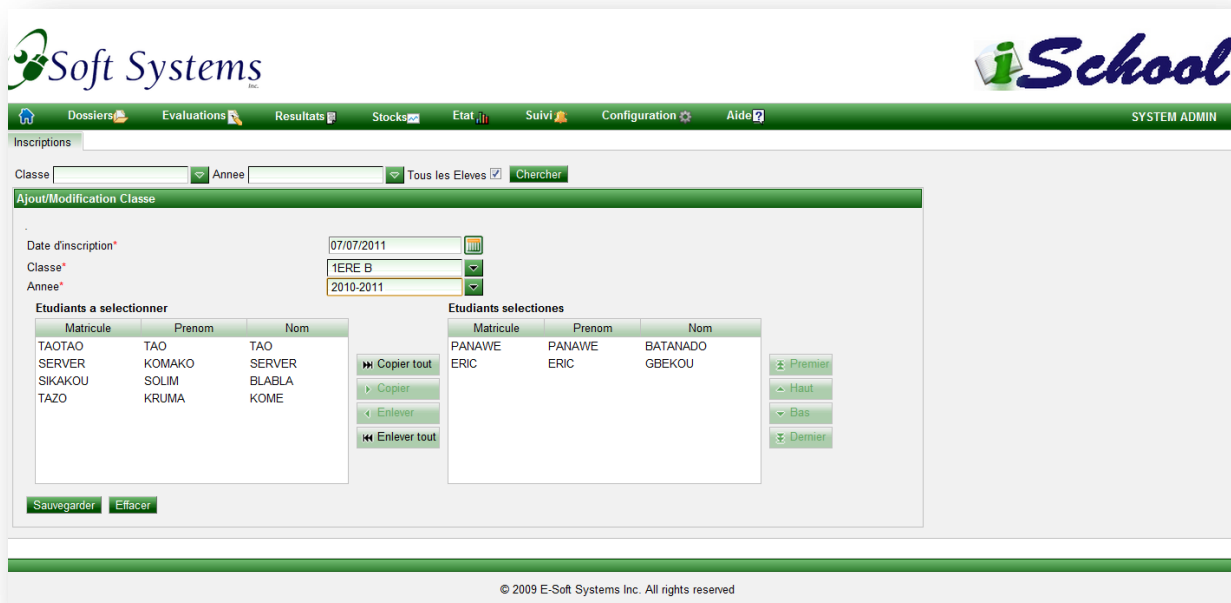 Soft Systems
Inc.
iSchool
Dossiers Evaluations Resultats Stocks Etat Suivi Configuration Aide SYSTEM ADMIN
Inscriptions
Classe Annee Tous les Eleves Chercher
Ajout/Modification Classe
.
Date d'inscription* 07/07/2011
Classe* 1ERE B
Annee* 2010-2011
Etudiants a selectionner Etudiants selectiones
Matricule Prenom Nom Matricule Prenom Nom
TAOTAO TAO TAO PANAWE PANAWE BATANADO
SERVER KOMAKO SERVER Copier tout ERIC ERIC GBEKOU Premier
SIKAKOU SOLIM BLABLA Copier Haut
TAZO KRUMA KOME Enlever Bas
Enlever tout Dernier
Sauvegarder Effacer
© 2009 E-Soft Systems Inc. All rights reserved